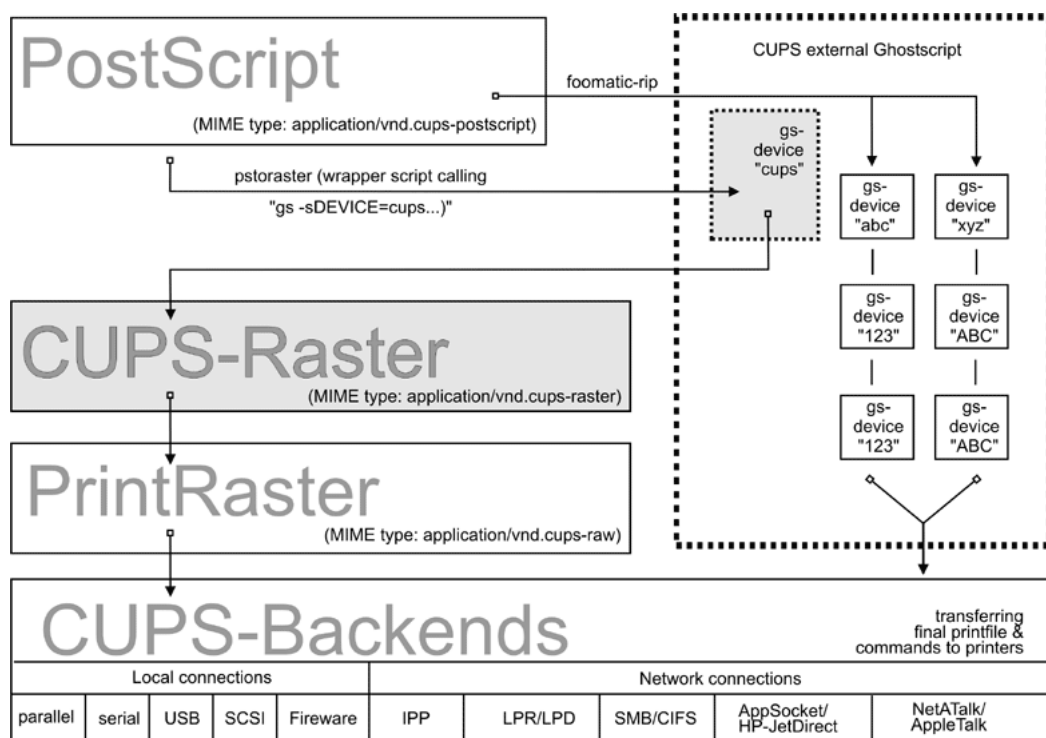 PostScript
(MIME type: application/vnd.cups-postscript)
foomatic-rip
CUPS external Ghostscript
pstoraster (wrapper script calling
"gs -sDEVICE=cups...)"
gs-
device
"cups"
gs-
device
"abc"
gs-
device
"xyz"
gs-
device
"123"
gs-
device
"ABC"
gs-
device
"123"
gs-
device
"ABC"
CUPS-Raster
(MIME type: application/vnd.cups-raster)
PrintRaster
(MIME type: application/vnd.cups-raw)
CUPS-Backends
transferring
final printfile &
commands to printers
Local connections
Network connections
parallel
serial
USB
SCSI
Fireware
IPP
LPR/LPD
SMB/CIFS
AppSocket/
HP-JetDirect
NetATalk/
AppleTalk